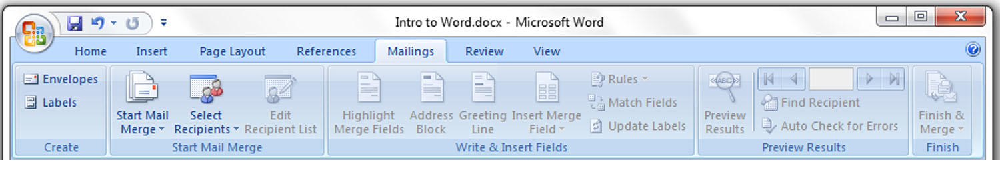 Intro to Word.docx - Microsoft Word
Home Insert Page Layout References Mailings Review View
Envelopes
Labels
Create
Start Mail
Merge
Select
Recipients
Edit
Recipient List
Start Mail Merge
Highlight
Merge Fields
Address
Block
Greeting
Line
Insert Merge
Field
Rules
Match Fields
Update Labels
Write & Insert Fields
<<ABC>>
Preview
Results
Find Recipient
Auto Check for Errors
Preview Results
Finish &
Merge
Finish